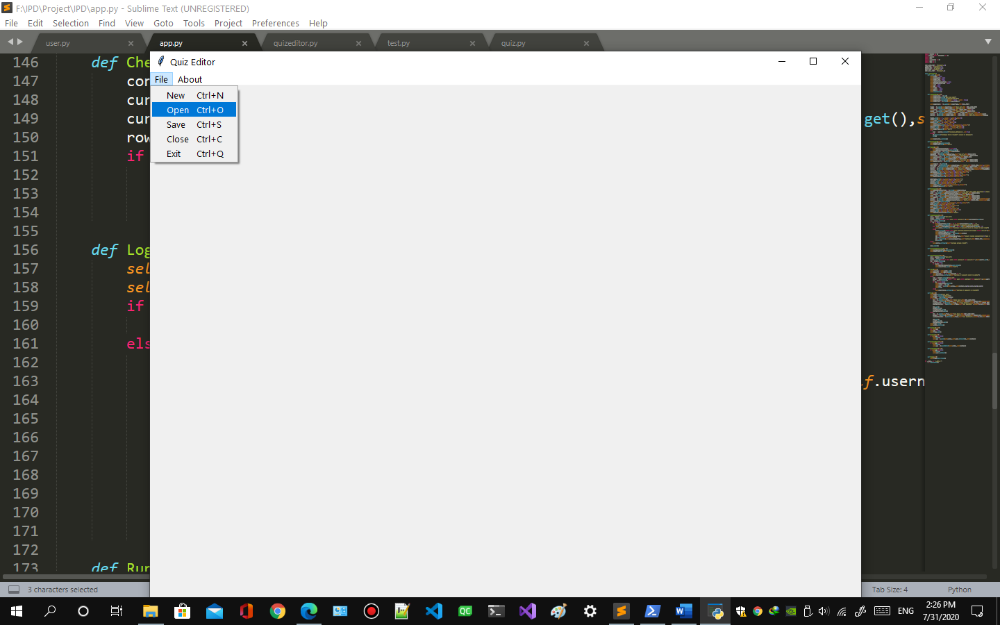 F:\IPD\Project\IPD\app.py - Sublime Text (UNREGISTERED)
File Edit Selection Find View Goto Tools Project Preferences Help
user.py app.py quizeditor.py test.py quiz.py
Quiz Editor
File About
New Ctrl+N
Open Ctrl+O
Save Ctrl+S
Close Ctrl+C
Exit Ctrl+Q
146 def Che
147 con
148 cur
149 cur get(),s
150 row
151 if
152
153
154
155
156 def Log
157 sel
158 sel
159 if
160
161 els
162
163 f.usern
164
165
166
167
168
169
170
171
172
173 def Run
3 characters selected Tab Size: 4 Python
ENG 2:26 PM
7/31/2020